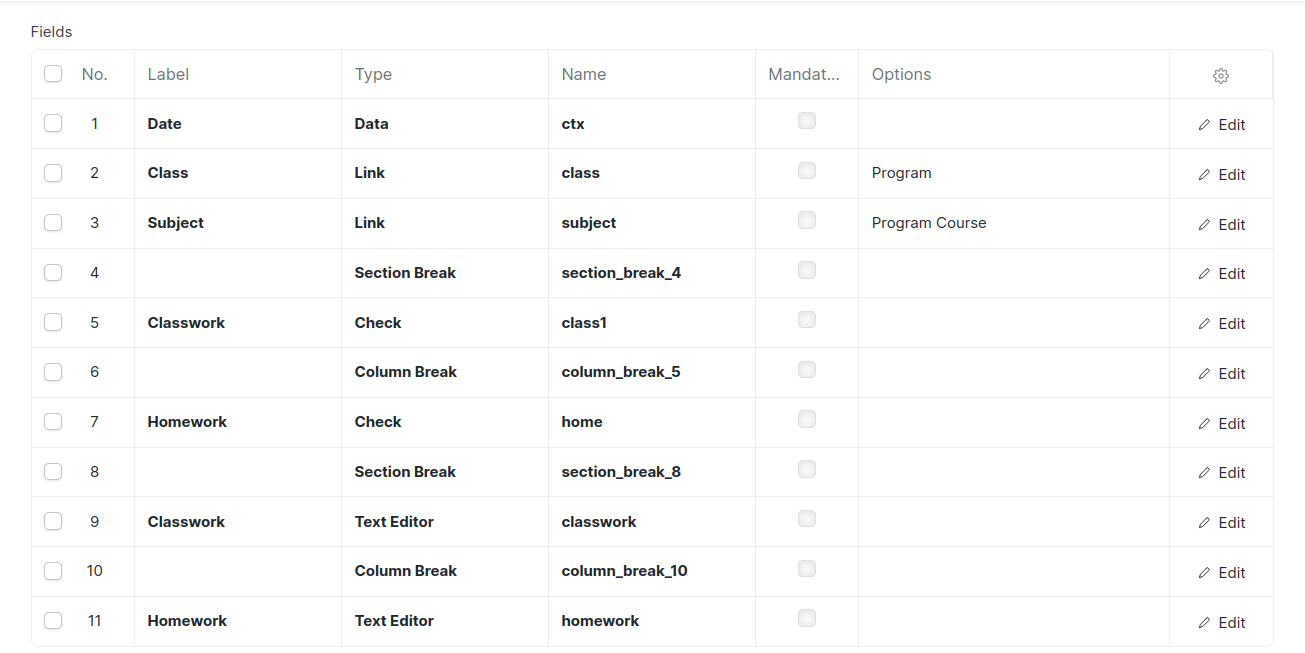 Fields
No. Label Type Name Mandat... Options
1 Date Data ctx Edit
2 Class Link class Program Edit
3 Subject Link subject Program Course Edit
4 Section Break section_break_4 Edit
5 Classwork Check class1 Edit
6 Column Break column_break_5 Edit
7 Homework Check home Edit
8 Section Break section_break_8 Edit
9 Classwork Text Editor classwork Edit
10 Column Break column_break_10 Edit
11 Homework Text Editor homework Edit